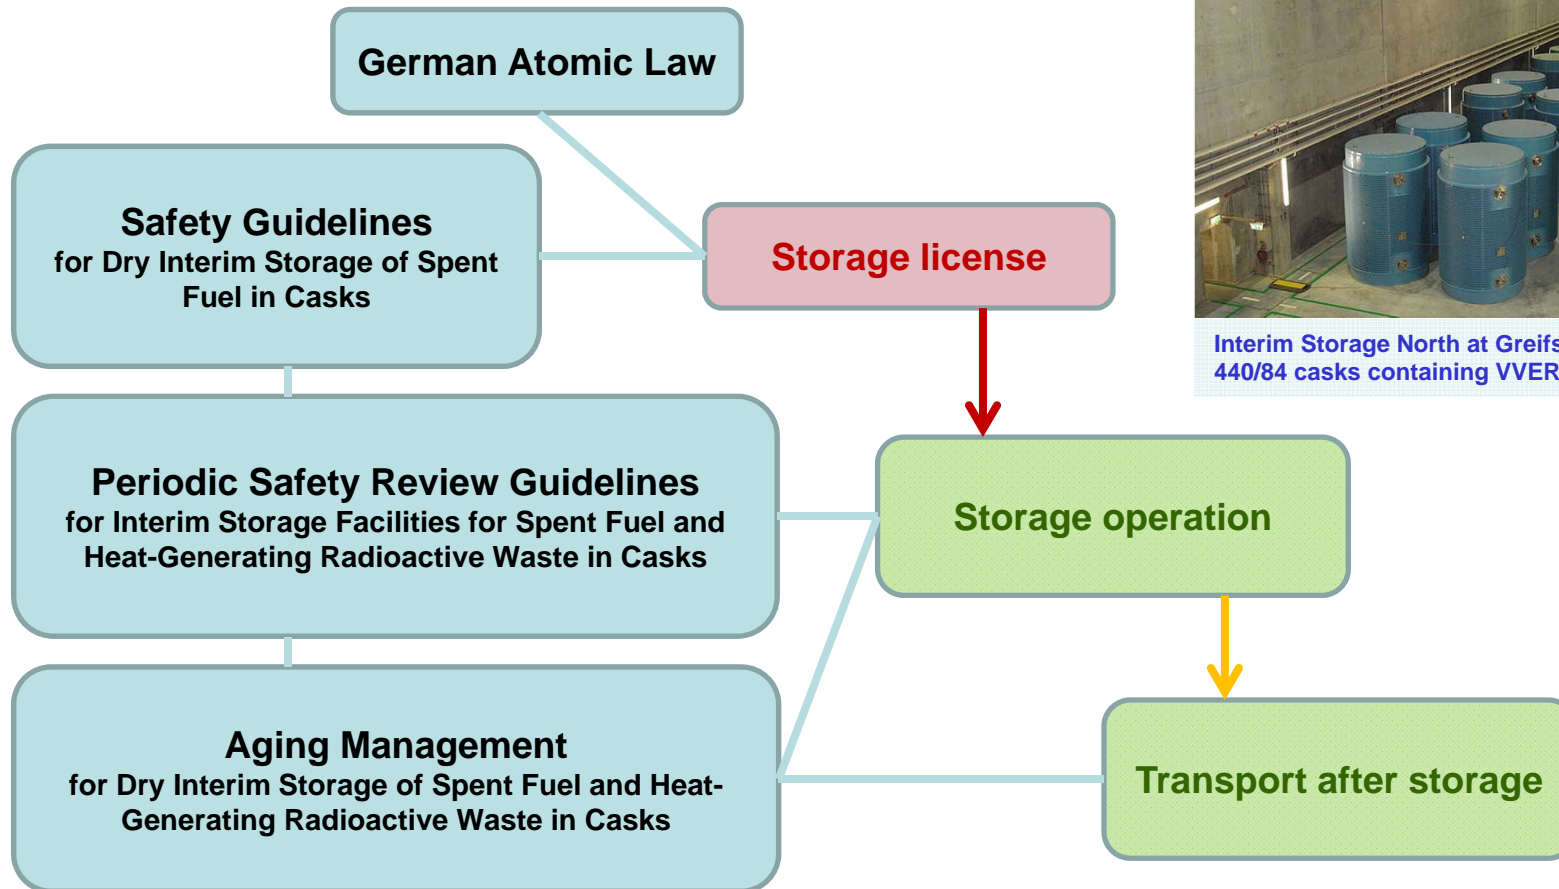 German Atomic Law
Safety Guidelines
for Dry Interim Storage of Spent
Fuel in Casks
Storage license
Interim Storage North at
440/84 casks containing VVER
Periodic Safety Review Guidelines
for Interim Storage Facilities for Spent Fuel and
Heat-Generating Radioactive Waste in Casks
Storage operation
Aging Management
for Dry Interim Storage of Spent Fuel and Heat-
Generating Radioactive Waste in Casks
Transport after storage